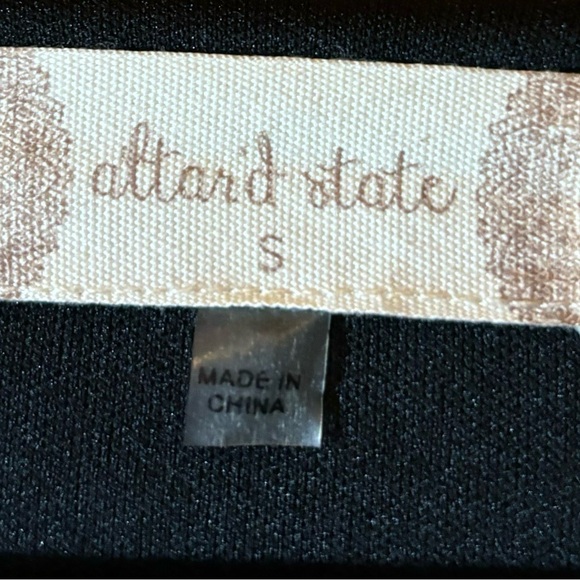 altar'd state
S
MADE IN
CHINA